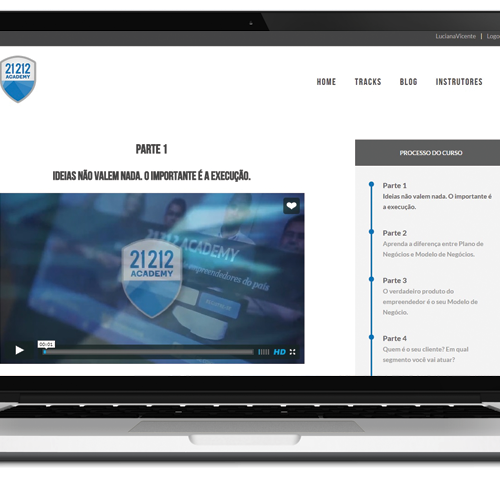 LucianaVicente | Logo
21212
ACADEMY
HOME TRACKS BLOG INSTRUTORES
PARTE 1
IDEIAS NÃO VALEM NADA. O IMPORTANTE É A EXECUÇÃO.
21212 ACADEMY
empreendedores do país
21212
ACADEMY
00:01
HD
PROCESSO DO CURSO
Parte 1
Ideias não valem nada. O importante é
a execução.
Parte 2
Aprenda a diferença entre Plano de
Negócios e Modelo de Negócios.
Parte 3
O verdadeiro produto do
empreendedor é o seu Modelo de
Negócio.
Parte 4
Quem é o seu cliente? Em qual
segmento você vai atuar?